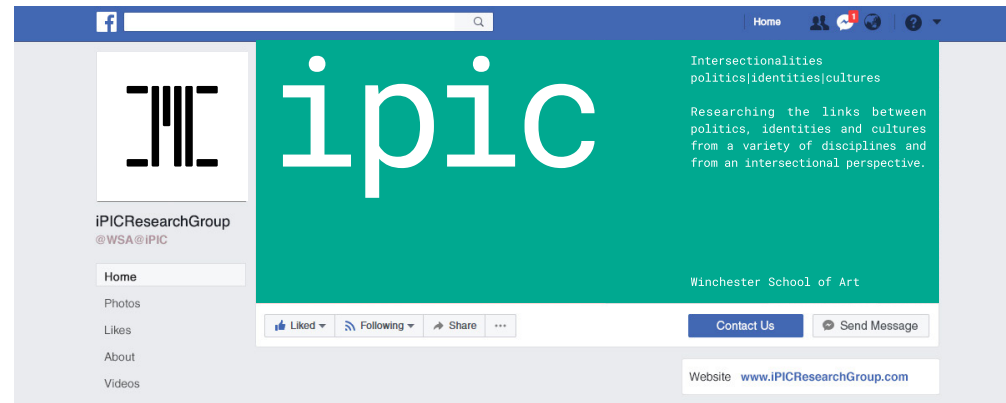 f
Home
1
?
ipic
Intersectionalities
politics|identities|cultures
Researching the links between
politics, identities and cultures
from a variety of disciplines and
from an intersectional perspective.
Winchester School of Art
iPICResearchGroup
@WSA@iPIC
Home
Photos
Likes
About
Videos
Liked
Following
Share
Contact Us
Send Message
Website www.iPICResearchGroup.com